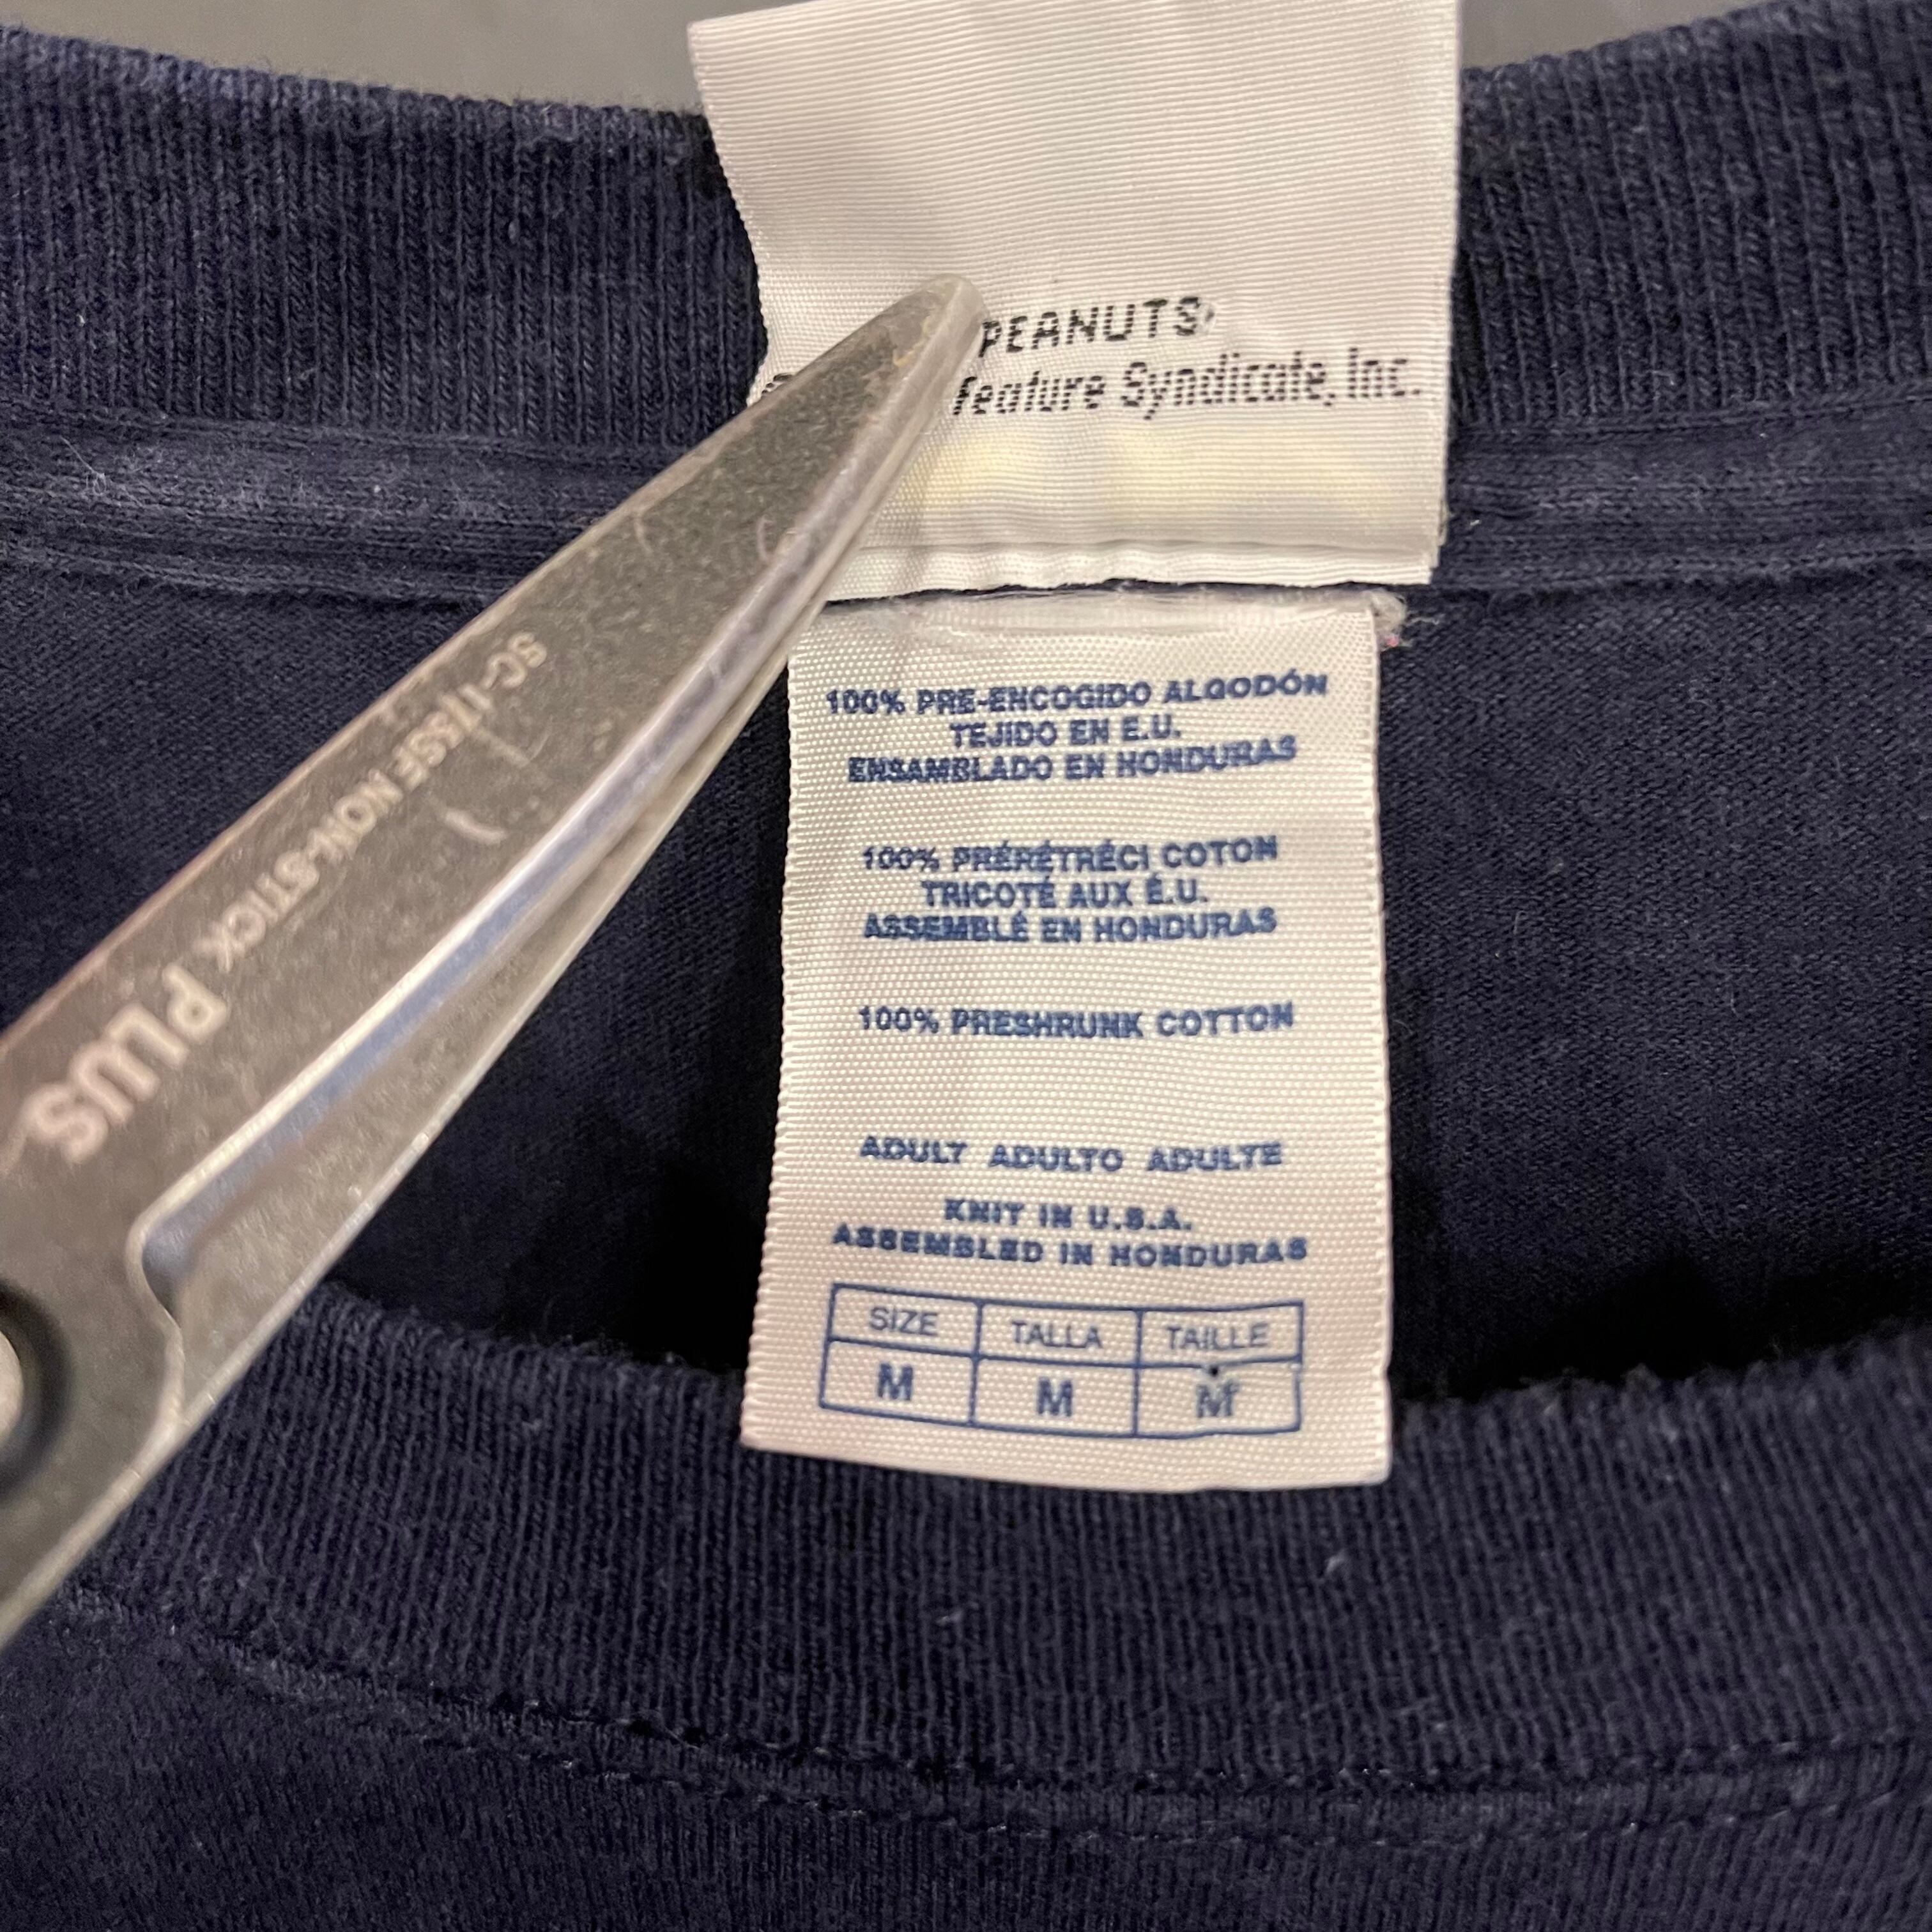 PEANUTS
Feature Syndicate, Inc.
100% PRE-ENCOGIDO ALGODÓN
TEJIDO EN E.U.
ENSAMBLADO EN HONDURAS
100% PRÉRÉTRÉCI COTON
TRICOTÉ AUX É.U.
ASSEMBLÉ EN HONDURAS
100% PRESHRUNK COTTON
ADULT ADULTO ADULTE
KNIT IN U.S.A.
ASSEMBLED IN HONDURAS
SIZE TALLA TAILLE
M M M
SC-175SF NON-STICK PLUS